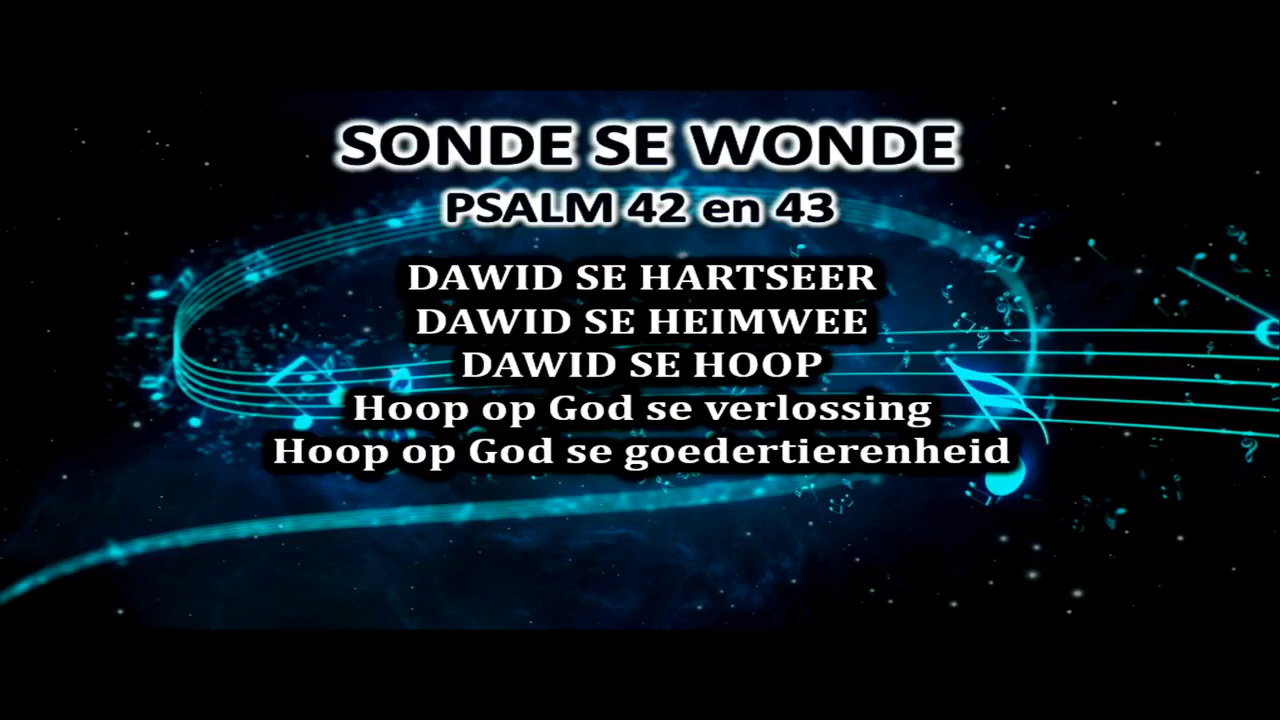 SONDE SE WONDE
PSALM 42 en 43
DAWID SE HARTSEER
DAWID SE HEIMWEE
DAWID SE HOOP
Hoop op God se verlossing
Hoop op God se goedertierenheid